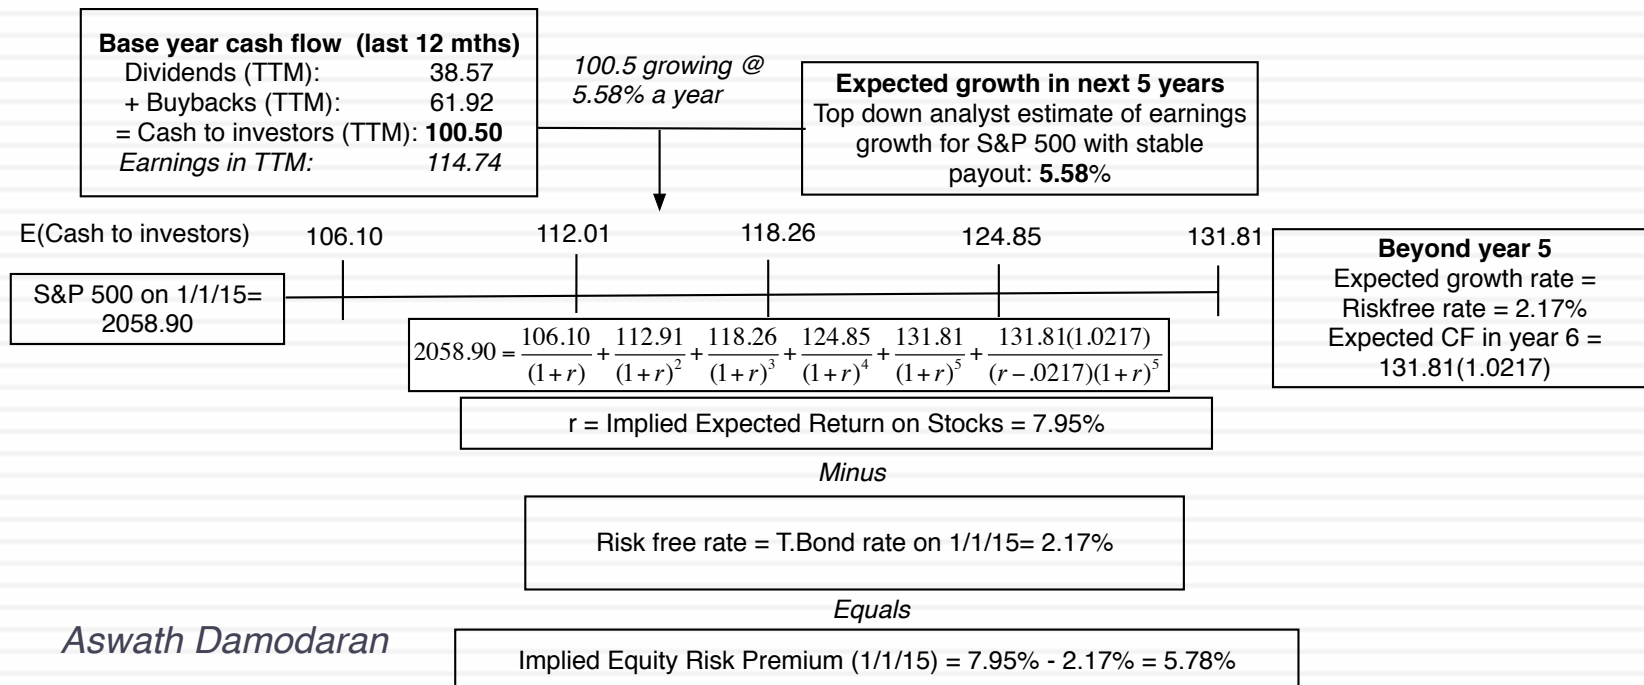 Base year cash flow (last 12 mths)
Dividends (TTM): 38.57
+ Buybacks (TTM): 61.92
= Cash to investors (TTM): 100.50
Earnings in TTM: 114.74
100.5 growing @
5.58% a year
Expected growth in next 5 years
Top down analyst estimate of earnings
growth for S&P 500 with stable
payout: 5.58%
E(Cash to investors) 106.10 112.01 118.26 124.85 131.81
S&P 500 on 1/1/15=
2058.90
Beyond year 5
Expected growth rate =
Riskfree rate = 2.17%
Expected CF in year 6 =
131.81(1.0217)
2058.90 = 106.10/(1+r) + 112.91/(1+r)^2 + 118.26/(1+r)^3 + 124.85/(1+r)^4 + 131.81/(1+r)^5 + 131.81(1.0217)/((r−.0217)(1+r)^5)
r = Implied Expected Return on Stocks = 7.95%
Minus
Risk free rate = T.Bond rate on 1/1/15= 2.17%
Equals
Aswath Damodaran
Implied Equity Risk Premium (1/1/15) = 7.95% - 2.17% = 5.78%